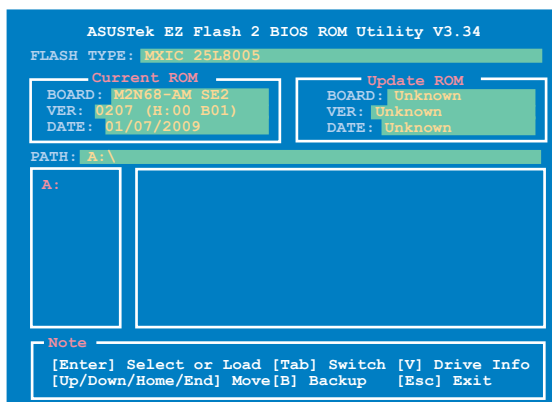 ASUSTek EZ Flash 2 BIOS ROM Utility V3.34
FLASH TYPE: MXIC 25L8005
Current ROM
BOARD: M2N68-AM SE2
VER: 0207 (H:00 B01)
DATE: 01/07/2009
Update ROM
BOARD: Unknown
VER: Unknown
DATE: Unknown
PATH: A:\
A:
Note
[Enter] Select or Load [Tab] Switch [V] Drive Info
[Up/Down/Home/End] Move[B] Backup [Esc] Exit